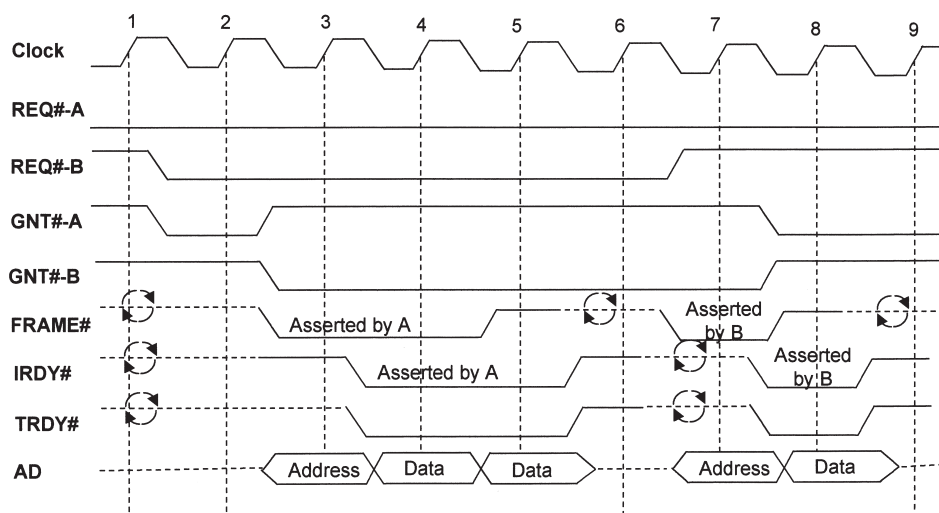 1 2 3 4 5 6 7 8 9
Clock
REQ#-A
REQ#-B
GNT#-A
GNT#-B
FRAME# Asserted by A Asserted
by B
IRDY# Asserted by A Asserted
by B
TRDY#
AD Address Data Data Address Data